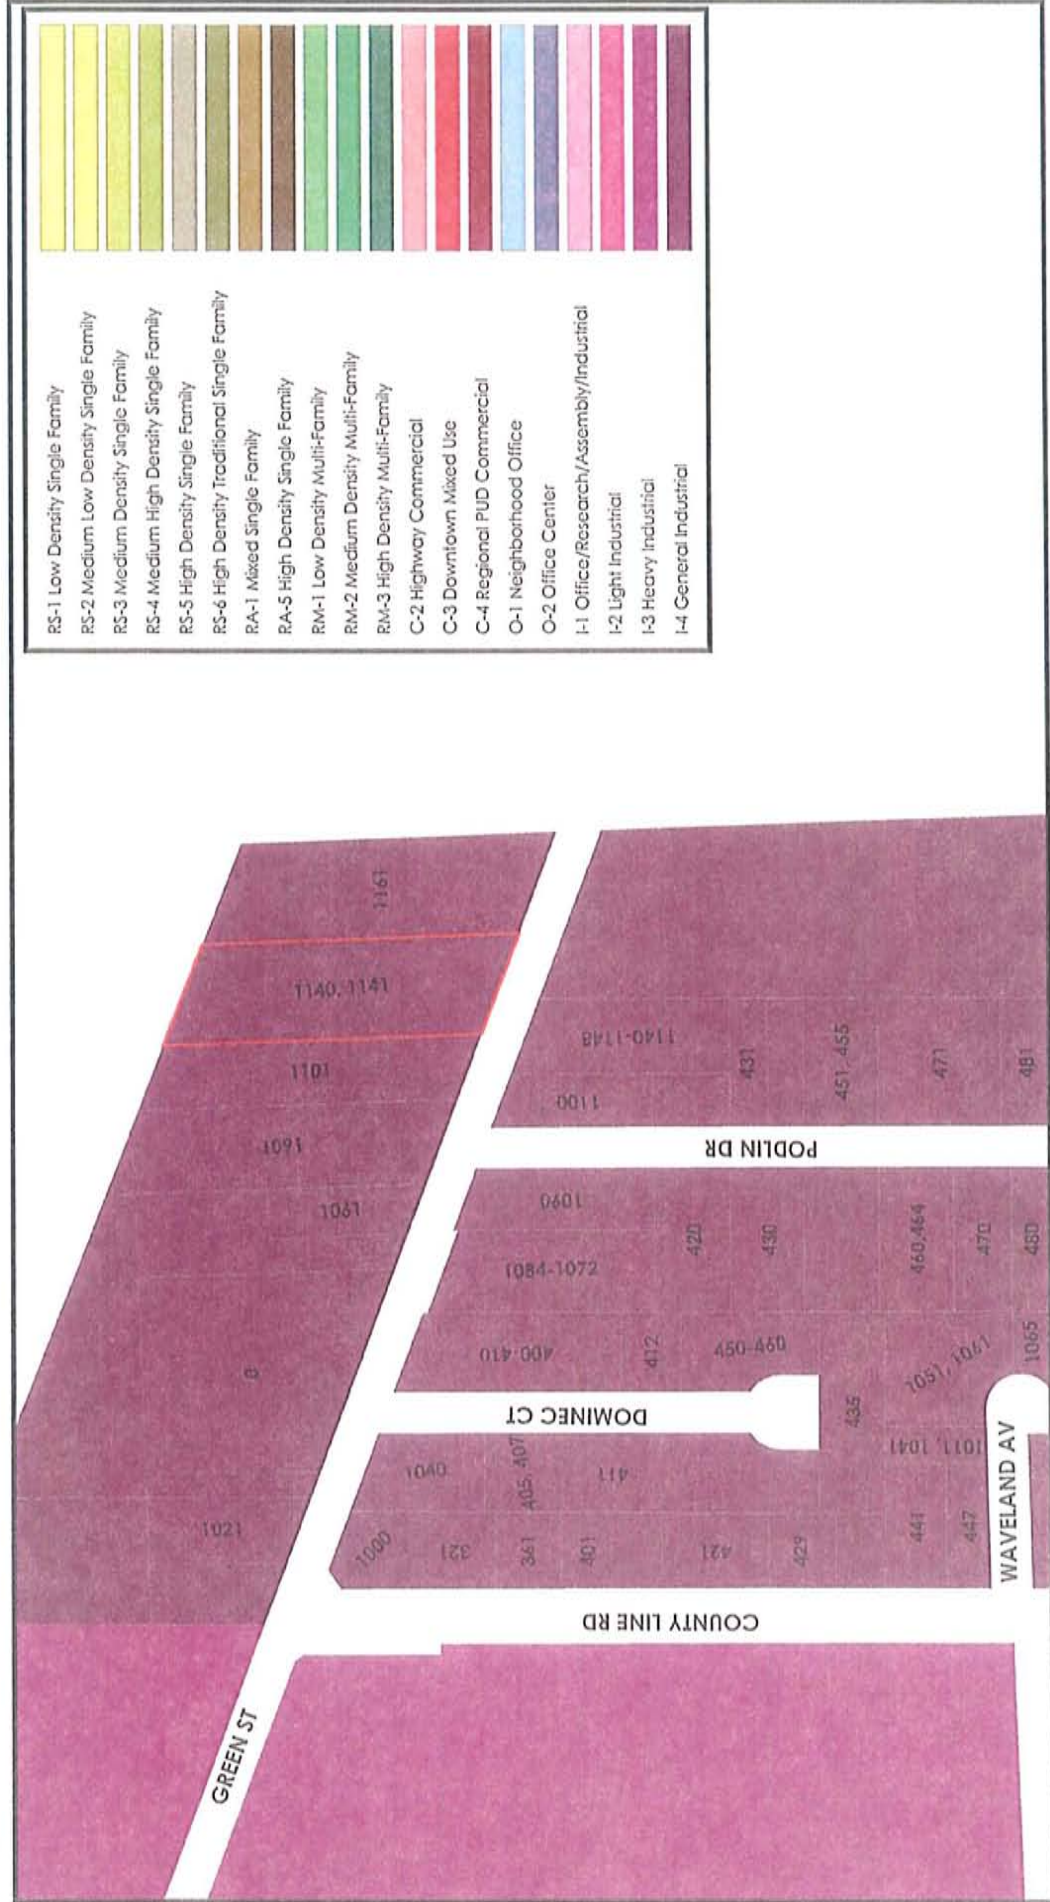 RS-1 Low Density Single Family
RS-2 Medium Low Density Single Family
RS-3 Medium Density Single Family
RS-4 Medium High Density Single Family
RS-5 High Density Single Family
RS-6 High Density Traditional Single Family
RA-1 Mixed Single Family
RA-5 High Density Single Family
RM-1 Low Density Multi-Family
RM-2 Medium Density Multi-Family
RM-3 High Density Multi-Family
C-2 Highway Commercial
C-3 Downtown Mixed Use
C-4 Regional PUD Commercial
O-1 Neighborhood Office
O-2 Office Center
I-1 Office/Research/Assembly/Industrial
I-2 Light Industrial
I-3 Heavy Industrial
I-4 General Industrial
GREEN ST
1021
0
1061
1091
1101
1140, 1141
1161
COUNTY LINE RD
1000
321
361
401
421
429
441
447
1040
405, 407
411
DOMINEC CT
400-410
412
450-460
435
1011, 1041
1051, 1061
1065
WAVELAND AV
1084-1072
1090
420
430
460,464
470
480
PODLIN DR
1100
1140-1148
431
451, 455
471
481